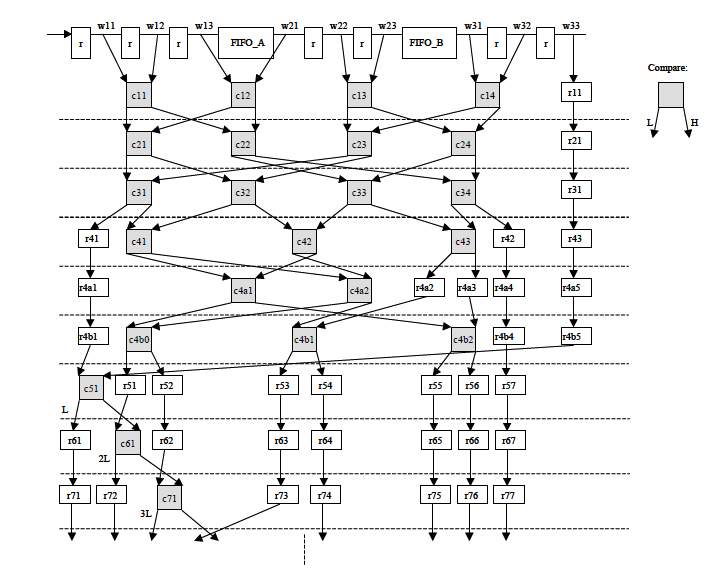 w11 w12 w13 w21 w22 w23 w31 w32 w33
r r r FIFO_A r r FIFO_B r r
Compare:
c11 c12 c13 c14 r11
L H
c21 c22 c23 c24 r21
c31 c32 c33 c34 r31
r41 c41 c42 c43 r42 r43
r4a1 c4a1 c4a2 r4a2 r4a3 r4a4 r4a5
r4b1 c4b0 c4b1 c4b2 r4b4 r4b5
c51 r51 r52 r53 r54 r55 r56 r57
L
r61 c61 r62 r63 r64 r65 r66 r67
2L
r71 r72 c71 r73 r74 r75 r76 r77
3L